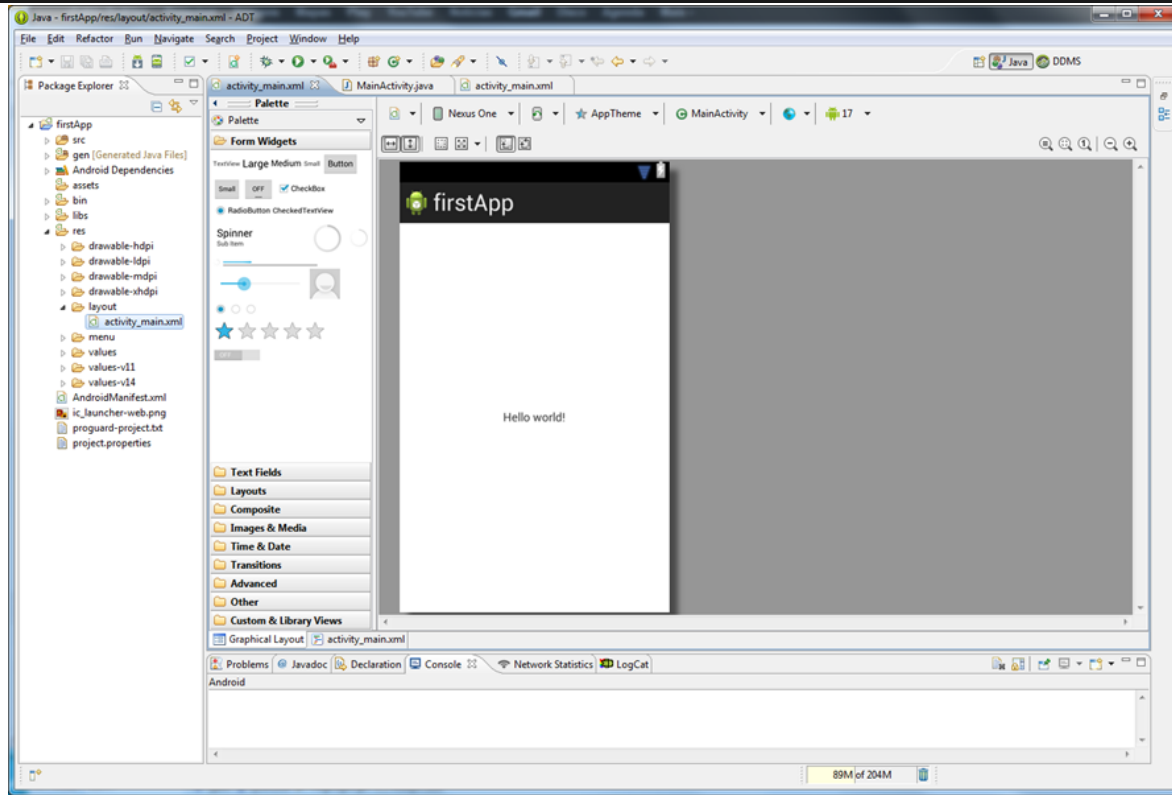 Java - firstApp/res/layout/activity_main.xml - ADT
File Edit Refactor Run Navigate Search Project Window Help
Java DDMS
Package Explorer
firstApp
src
gen [Generated Java Files]
Android Dependencies
assets
bin
libs
res
drawable-hdpi
drawable-ldpi
drawable-mdpi
drawable-xhdpi
layout
activity_main.xml
menu
values
values-v11
values-v14
AndroidManifest.xml
ic_launcher-web.png
proguard-project.txt
project.properties
activity_main.xml MainActivity.java activity_main.xml
Palette
Palette
Form Widgets
TextView Large Medium Small Button
Small OFF CheckBox
RadioButton CheckedTextView
Spinner
Sub Item
OFF
Text Fields
Layouts
Composite
Images & Media
Time & Date
Transitions
Advanced
Other
Custom & Library Views
Nexus One AppTheme MainActivity 17
firstApp
Hello world!
Graphical Layout activity_main.xml
Problems Javadoc Declaration Console Network Statistics LogCat
Android
89M of 204M